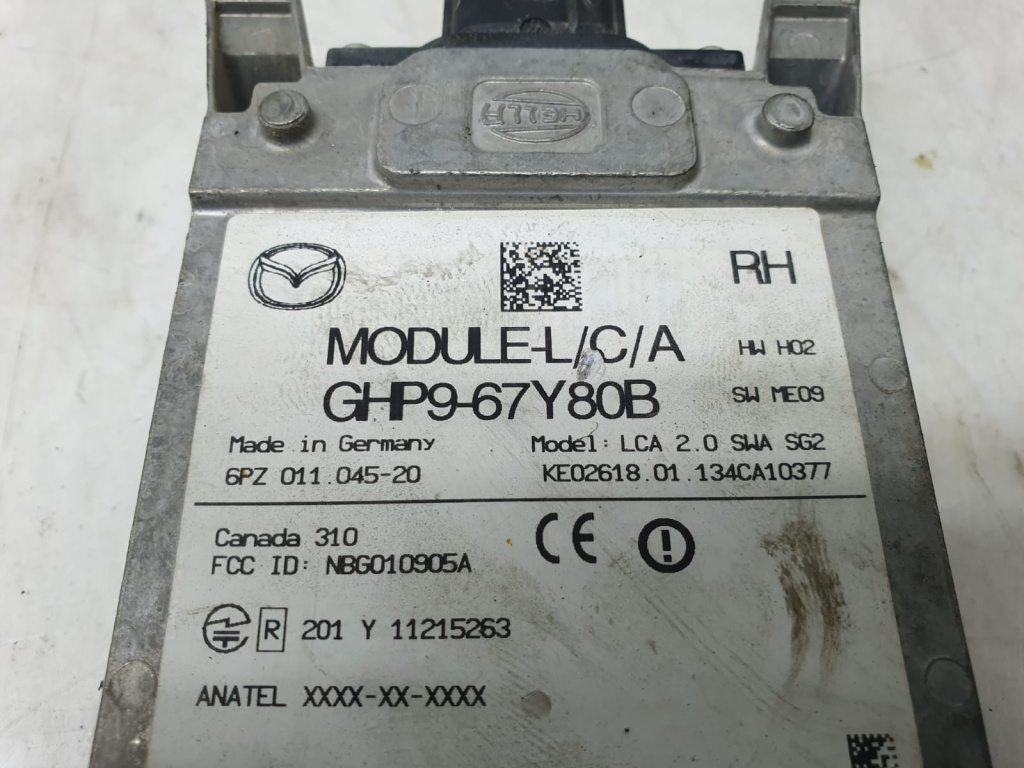 HELLA
RH
MODULE-L/C/A
HW H02
GHP9-67Y80B
SW ME09
Made in Germany
Model: LCA 2.0 SWA SG2
6PZ 011.045-20
KE02618.01.134CA10377
Canada 310
CE
FCC ID: NBG010905A
R 201 Y 11215263
ANATEL XXXX-XX-XXXX